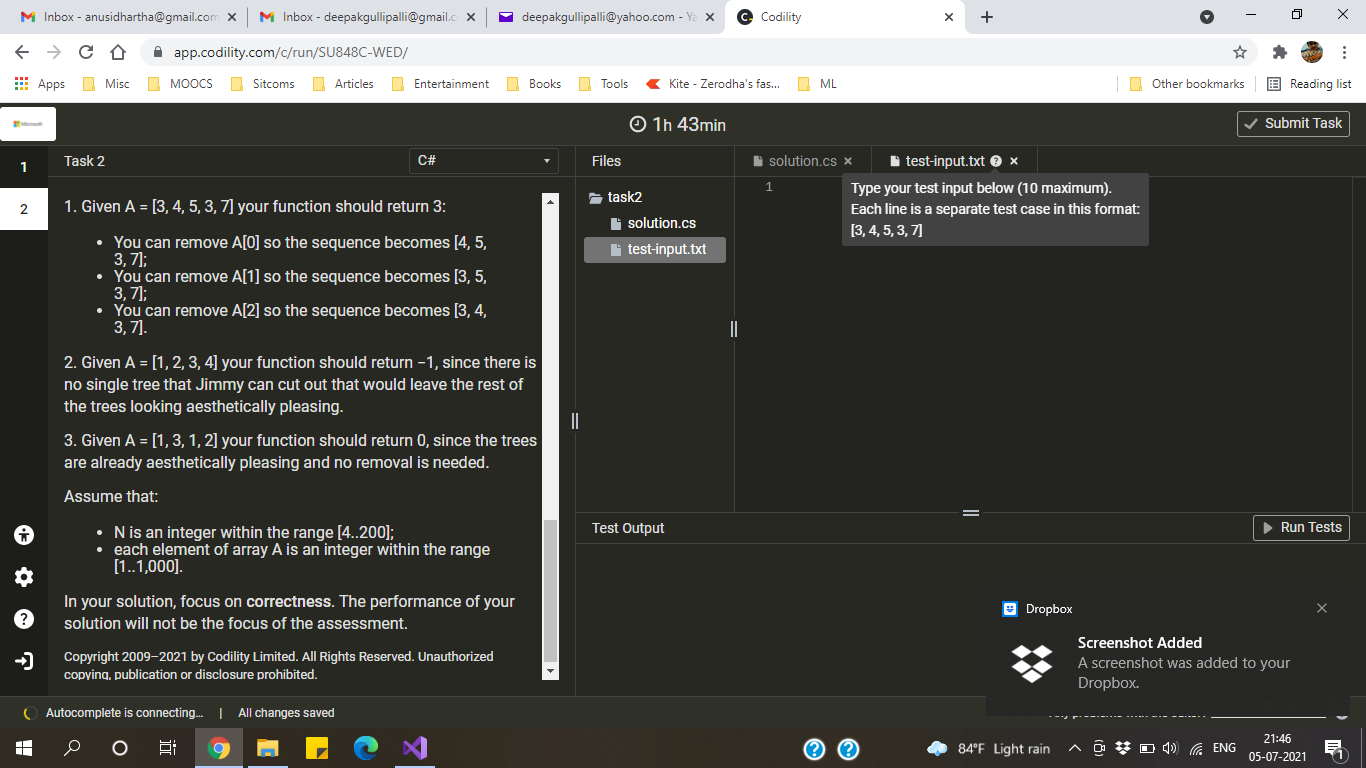 Inbox - anusidhartha@gmail.com
Inbox - deepakgullipalli@gmail.c
deepakgullipalli@yahoo.com - Ya
Codility
app.codility.com/c/run/SU848C-WED/
Apps
Misc
MOOCS
Sitcoms
Articles
Entertainment
Books
Tools
Kite - Zerodha's fas...
ML
Other bookmarks
Reading list
Microsoft
1h 43min
Submit Task
1
2
Task 2
C#
1. Given A = [3, 4, 5, 3, 7] your function should return 3:
• You can remove A[0] so the sequence becomes [4, 5,
3, 7];
• You can remove A[1] so the sequence becomes [3, 5,
3, 7];
• You can remove A[2] so the sequence becomes [3, 4,
3, 7].
2. Given A = [1, 2, 3, 4] your function should return −1, since there is
no single tree that Jimmy can cut out that would leave the rest of
the trees looking aesthetically pleasing.
3. Given A = [1, 3, 1, 2] your function should return 0, since the trees
are already aesthetically pleasing and no removal is needed.
Assume that:
• N is an integer within the range [4..200];
• each element of array A is an integer within the range
[1..1,000].
In your solution, focus on correctness. The performance of your
solution will not be the focus of the assessment.
Copyright 2009–2021 by Codility Limited. All Rights Reserved. Unauthorized
copying, publication or disclosure prohibited.
Files
task2
solution.cs
test-input.txt
solution.cs
test-input.txt
1
Type your test input below (10 maximum).
Each line is a separate test case in this format:
[3, 4, 5, 3, 7]
Test Output
Run Tests
Dropbox
Screenshot Added
A screenshot was added to your
Dropbox.
Autocomplete is connecting...
|
All changes saved
84°F Light rain
ENG
21:46
05-07-2021
1